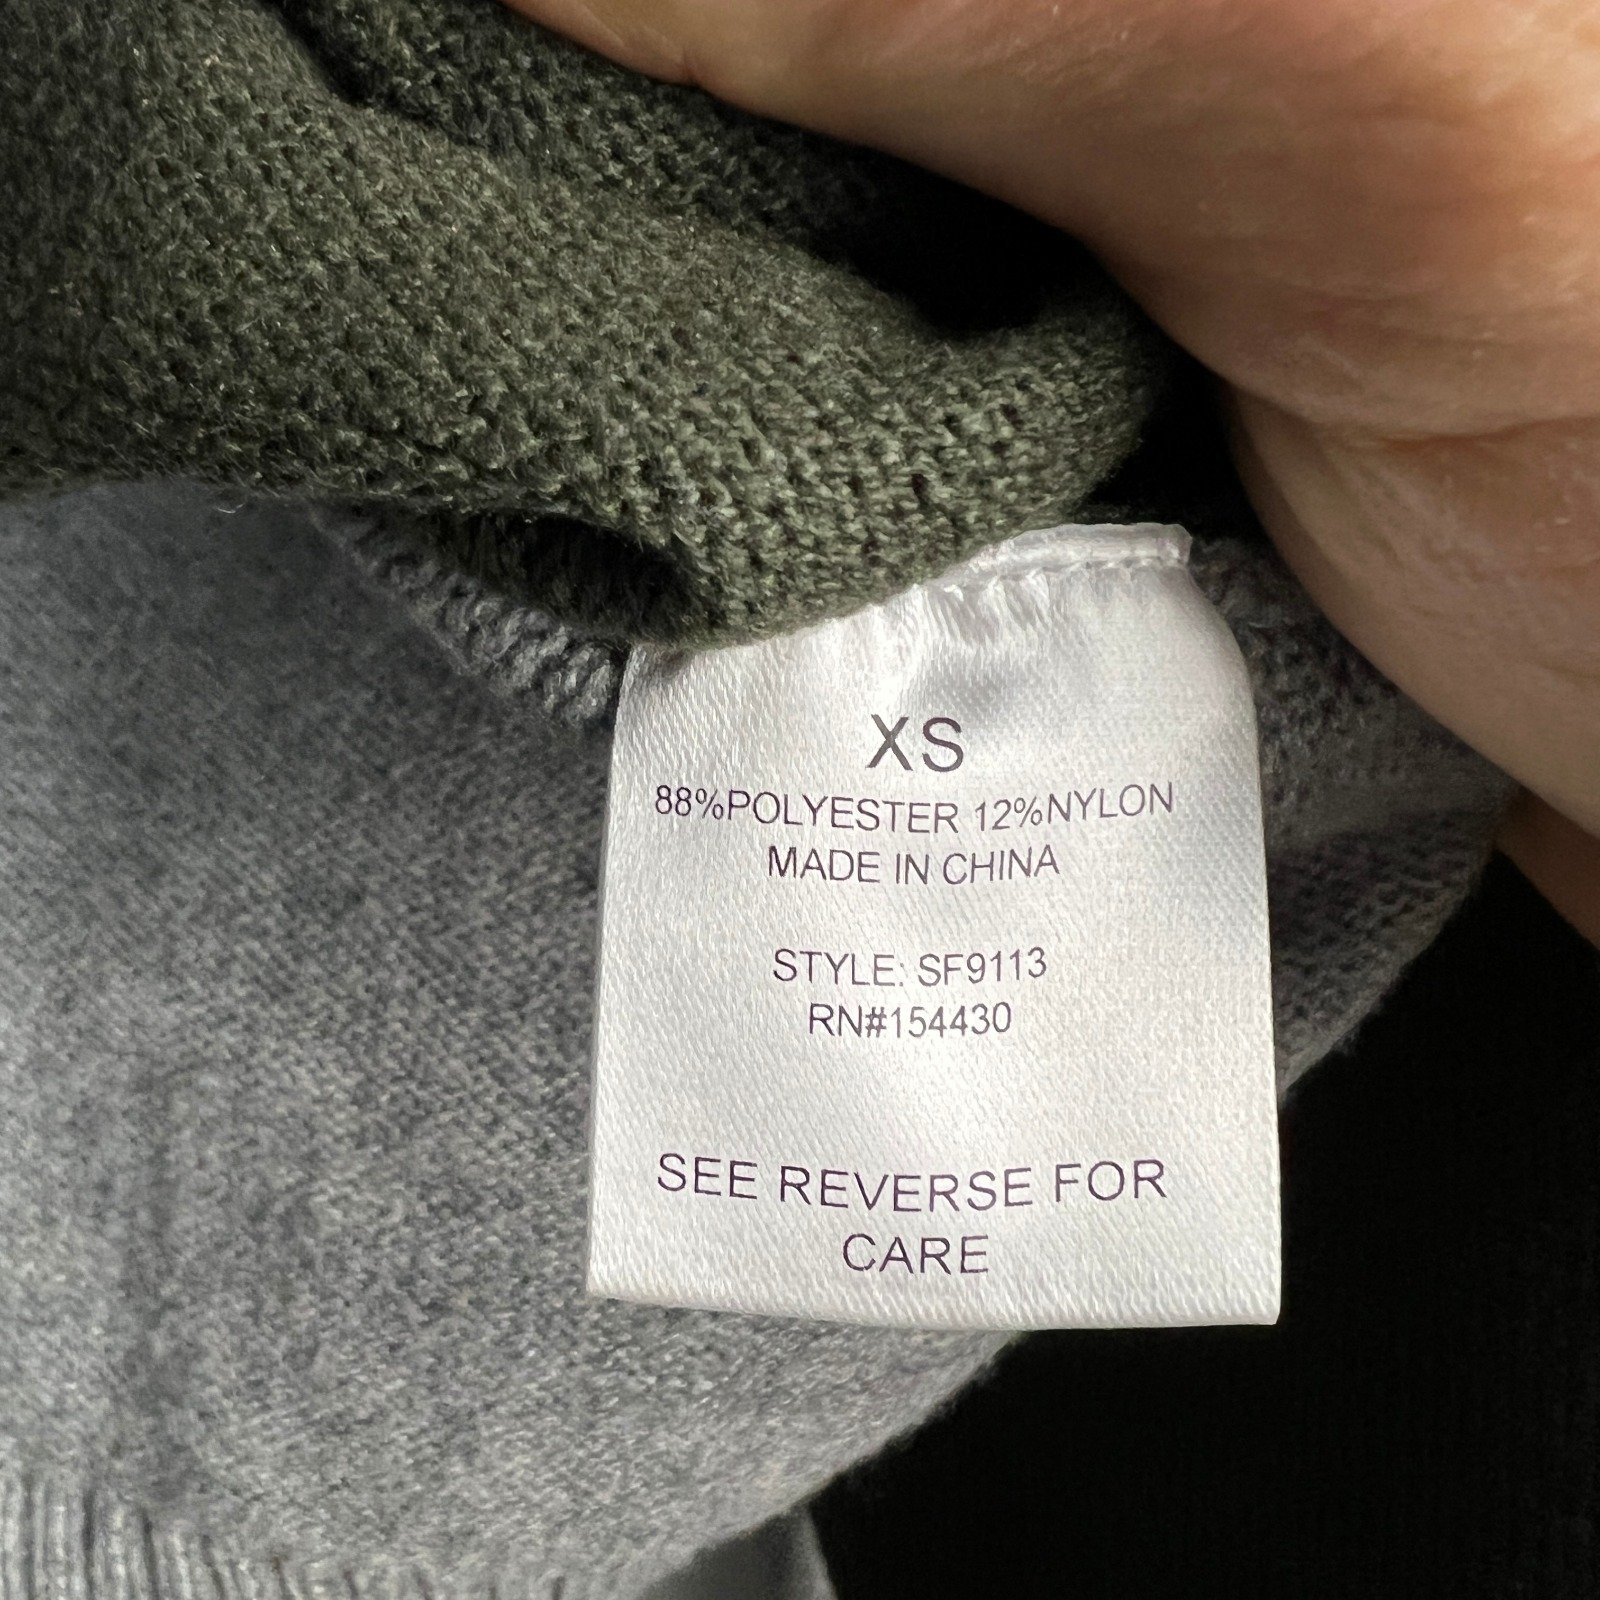 XS
88%POLYESTER 12%NYLON
MADE IN CHINA
STYLE: SF9113
RN#154430
SEE REVERSE FOR
CARE